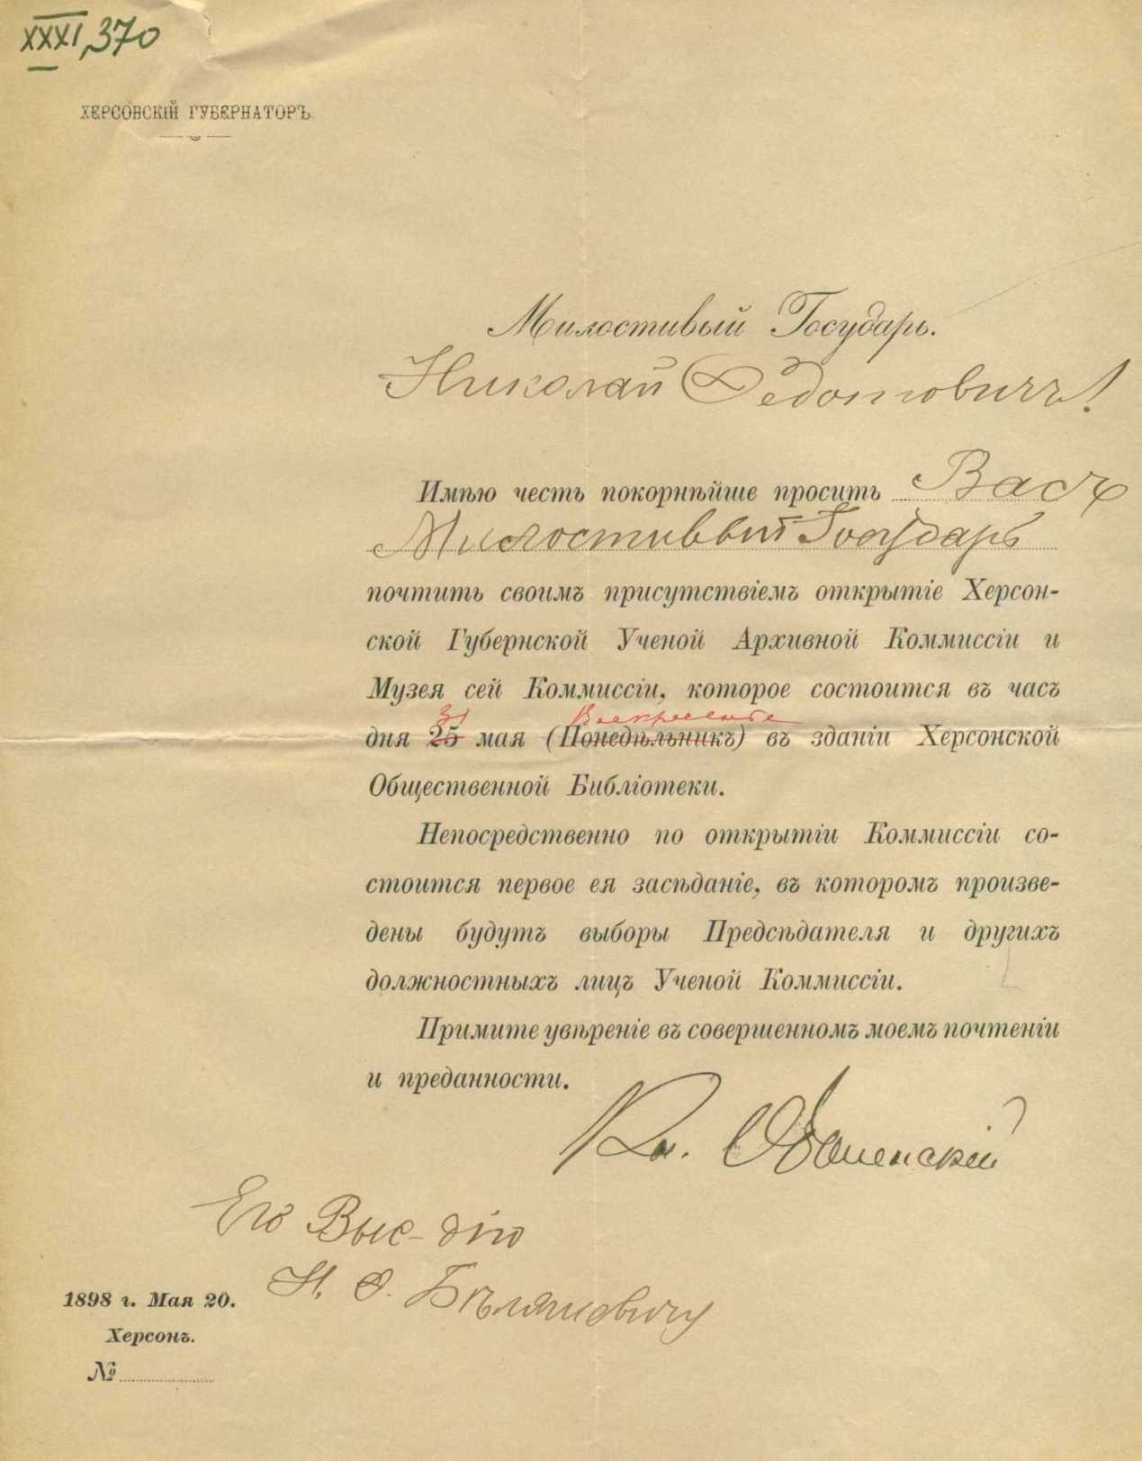 XXXI,370
ХЕРСОНСКІЙ ГУБЕРНАТОРЪ.
Милостивый Государь.
Николай Федотовичъ!
Имѣю честь покорнѣйше просить Васъ
Милостивый Государь
почтить своимъ присутствіемъ открытіе Херсон-
ской Губернской Ученой Архивной Коммиссіи и
Музея сей Коммиссіи, которое состоится въ часъ
31 Воскресенье
дня 25 мая (Понедѣльникъ) въ зданіи Херсонской
Общественной Библіотеки.
Непосредственно по открытіи Коммиссіи со-
стоится первое ея засѣданіе, въ которомъ произве-
дены будутъ выборы Предсѣдателя и другихъ
должностныхъ лицъ Ученой Коммиссіи.
Примите увѣреніе въ совершенномъ моемъ почтеніи
и преданности.
Кн. Оболенскій
Его Выс-дію
Н. Ф.
1898 г. Мая 20.
Херсонъ.
№